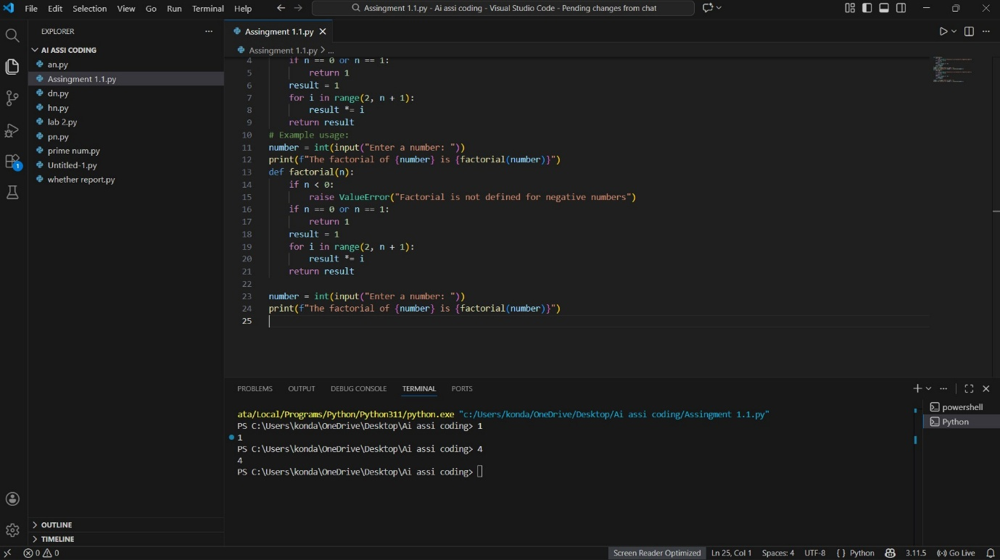 File Edit Selection View Go Run Terminal Help
Assingment 1.1.py - Ai assi coding - Visual Studio Code - Pending changes from chat
EXPLORER
AI ASSI CODING
an.py
Assingment 1.1.py
dn.py
hn.py
lab 2.py
pn.py
prime num.py
Untitled-1.py
whether report.py
1
OUTLINE
TIMELINE
Assingment 1.1.py
Assingment 1.1.py > ...
4 if n == 0 or n == 1:
5 return 1
6 result = 1
7 for i in range(2, n + 1):
8 result *= i
9 return result
10 # Example usage:
11 number = int(input("Enter a number: "))
12 print(f"The factorial of {number} is {factorial(number)}")
13 def factorial(n):
14 if n < 0:
15 raise ValueError("Factorial is not defined for negative numbers")
16 if n == 0 or n == 1:
17 return 1
18 result = 1
19 for i in range(2, n + 1):
20 result *= i
21 return result
22
23 number = int(input("Enter a number: "))
24 print(f"The factorial of {number} is {factorial(number)}")
25
PROBLEMS OUTPUT DEBUG CONSOLE TERMINAL PORTS
ata/Local/Programs/Python/Python311/python.exe "c:/Users/konda/OneDrive/Desktop/Ai assi coding/Assingment 1.1.py"
PS C:\Users\konda\OneDrive\Desktop\Ai assi coding> 1
1
PS C:\Users\konda\OneDrive\Desktop\Ai assi coding> 4
4
PS C:\Users\konda\OneDrive\Desktop\Ai assi coding>
powershell
Python
0 0
Screen Reader Optimized Ln 25, Col 1 Spaces: 4 UTF-8 { } Python 3.11.5 Go Live